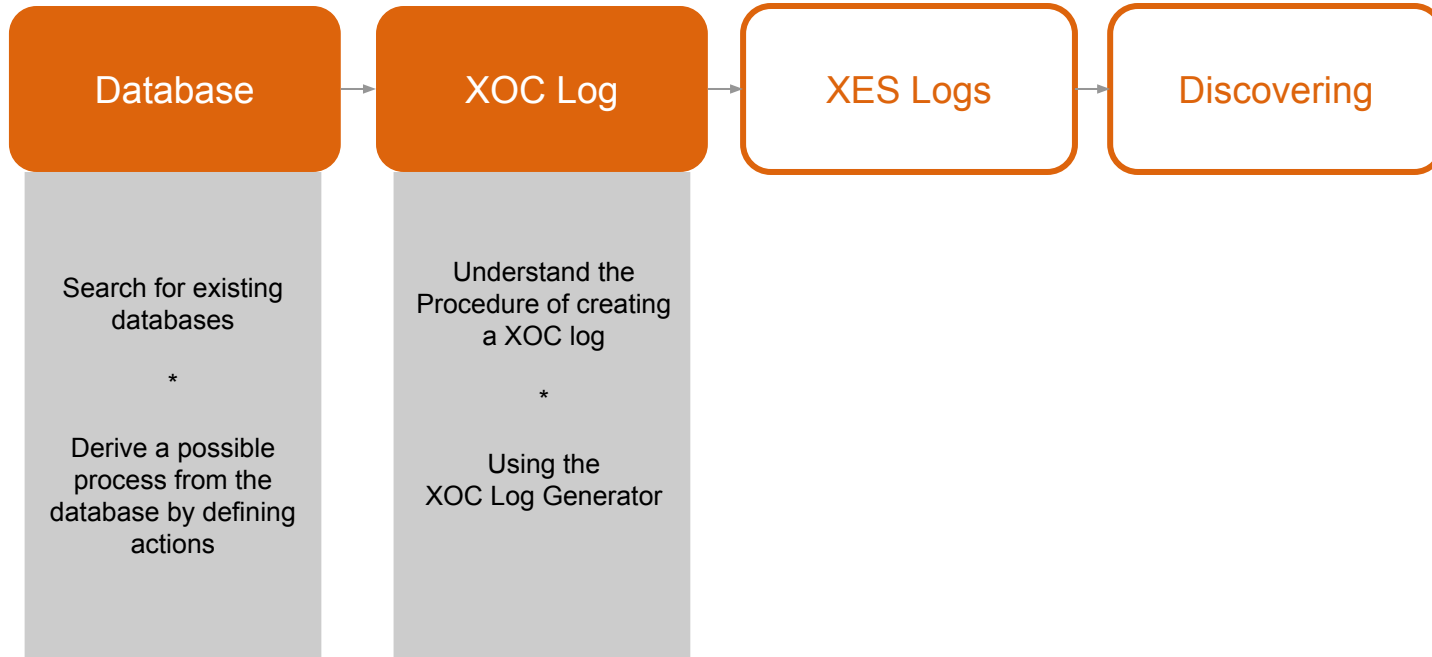 Database
XOC Log
XES Logs
Discovering
Search for existing
databases
*
Derive a possible
process from the
database by defining
actions
Understand the
Procedure of creating
a XOC log
*
Using the
XOC Log Generator